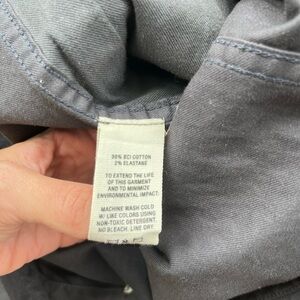 98% BCI COTTON
2% ELASTANE
TO EXTEND THE LIFE
OF THIS GARMENT
AND TO MINIMIZE
ENVIRONMENTAL IMPACT:
MACHINE WASH COLD
W/ LIKE COLORS USING
NON-TOXIC DETERGENT.
NO BLEACH. LINE DRY.